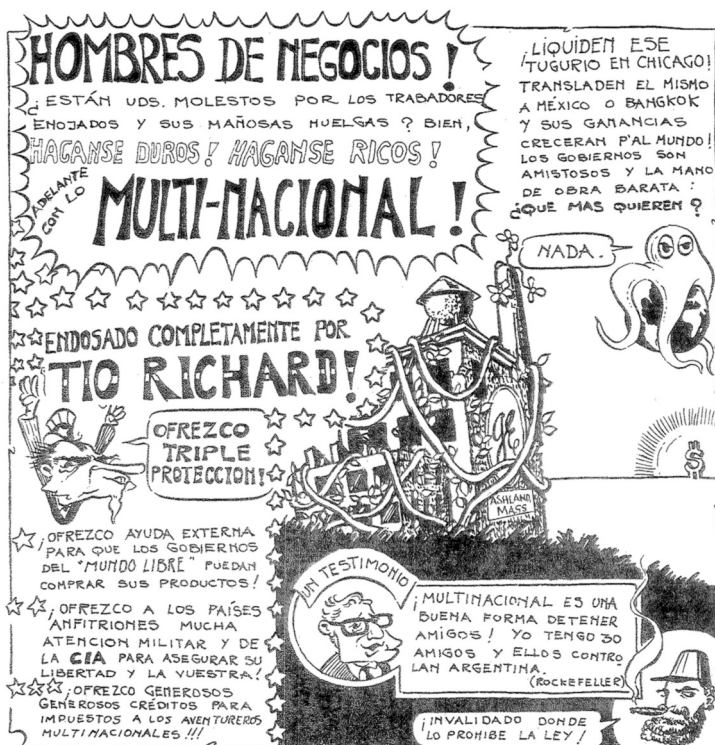 HOMBRES DE NEGOCIOS!
¿ESTÁN UDS. MOLESTOS POR LOS TRABADORES
ENOJADOS Y SUS MAÑOSAS HUELGAS? BIEN,
HAGANSE DUROS! HAGANSE RICOS!
ADELANTE
CON LO
MULTI-NACIONAL!
¡LIQUIDEN ESE
TUGURIO EN CHICAGO!
TRANSLADEN EL MISMO
A MÉXICO O BANGKOK
Y SUS GANANCIAS
CRECERAN P'AL MUNDO!
LOS GOBIERNOS SON
AMISTOSOS Y LA MANO
DE OBRA BARATA:
¿QUE MAS QUIEREN?
NADA.
ENDOSADO COMPLETAMENTE POR
TIO RICHARD!
OFREZCO
TRIPLE
PROTECCION!
¡OFREZCO AYUDA EXTERNA
PARA QUE LOS GOBIERNOS
DEL "MUNDO LIBRE" PUEDAN
COMPRAR SUS PRODUCTOS!
¡OFREZCO A LOS PAÍSES
ANFITRIONES MUCHA
ATENCION MILITAR Y DE
LA CIA PARA ASEGURAR SU
LIBERTAD Y LA VUESTRA!
¡OFREZCO GENEROSOS
GENEROSOS CRÉDITOS PARA
IMPUESTOS A LOS AVENTUREROS
MULTINACIONALES!!!
GE
ASHLAND
MASS
$
UN TESTIMONIO
¡MULTINACIONAL ES UNA
BUENA FORMA DETENER
AMIGOS! YO TENGO 30
AMIGOS Y ELLOS CONTRO
LAN ARGENTINA.
(ROCKEFELLER)
¡INVALIDADO DONDE
LO PROHIBE LA LEY!